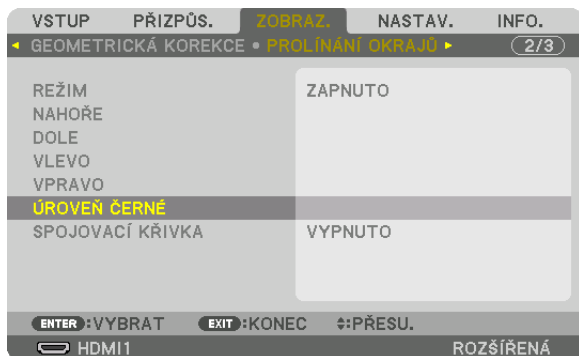 VSTUP PŘIZPŮS. ZOBRAZ. NASTAV. INFO.
GEOMETRICKÁ KOREKCE • PROLÍNÁNÍ OKRAJŮ 2/3
REŽIM ZAPNUTO
NAHOŘE
DOLE
VLEVO
VPRAVO
ÚROVEŇ ČERNÉ
SPOJOVACÍ KŘIVKA VYPNUTO
ENTER:VYBRAT EXIT:KONEC :PŘESU.
HDMI1 ROZŠÍŘENÁ